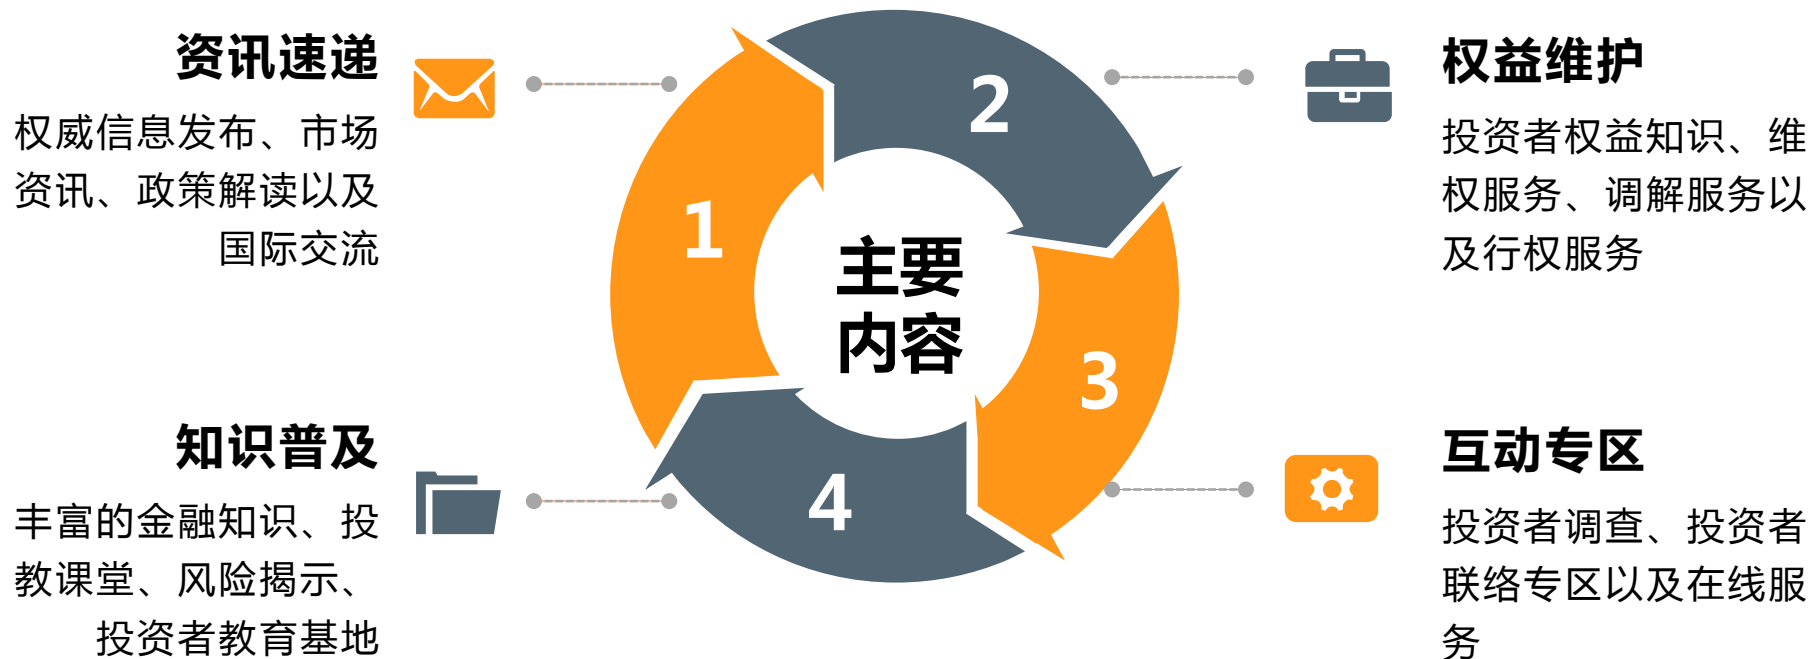 资讯速递
权威信息发布、市场
资讯、政策解读以及
国际交流
1
2
权益维护
投资者权益知识、维
权服务、调解服务以
及行权服务
主要
内容
知识普及
丰富的金融知识、投
教课堂、风险揭示、
投资者教育基地
4
3
互动专区
投资者调查、投资者
联络专区以及在线服
务